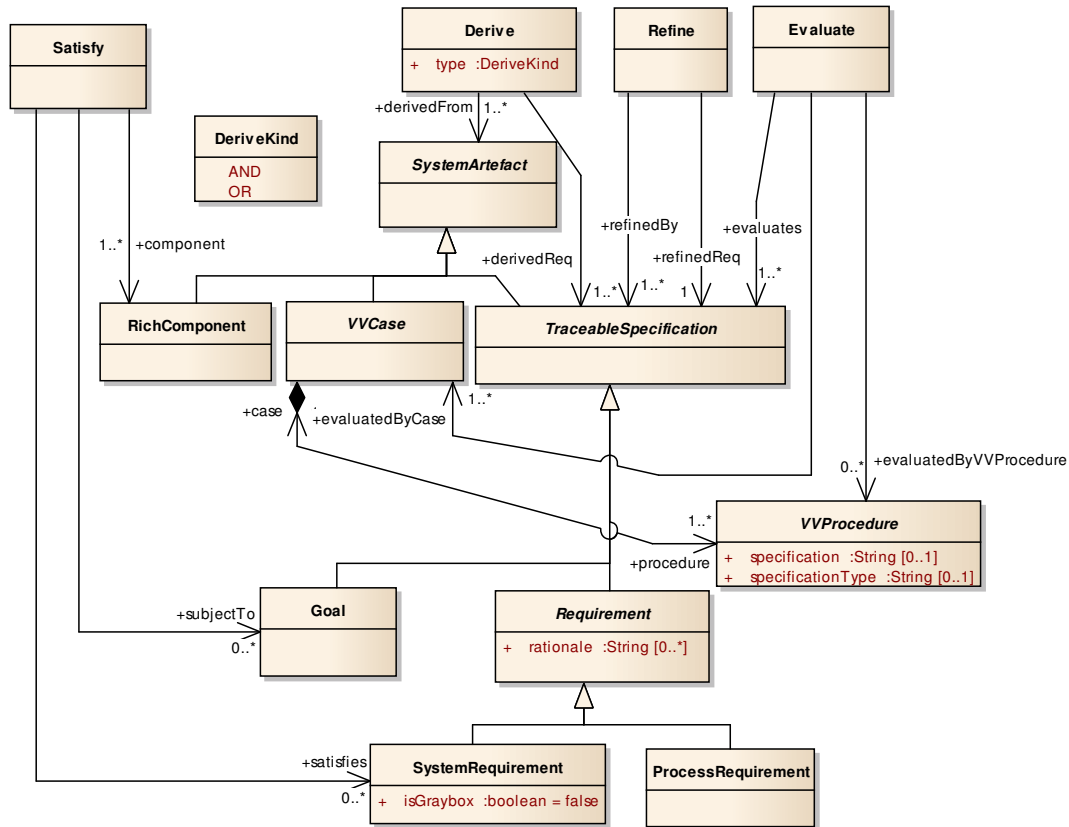 Satisfy
Derive
+ type :DeriveKind
Refine
Evaluate
+derivedFrom 1..*
DeriveKind
AND
OR
SystemArtefact
+refinedBy
+evaluates
1..* +component
+derivedReq
+refinedReq
1..*
1..*
1
1..*
RichComponent
VVCase
TraceableSpecification
+case
+evaluatedByCase
1..*
0..*
+evaluatedByVVProcedure
1..*
+procedure
VVProcedure
+ specification :String [0..1]
+ specificationType :String [0..1]
+subjectTo
0..*
Goal
Requirement
+ rationale :String [0..*]
+satisfies
0..*
SystemRequirement
+ isGraybox :boolean = false
ProcessRequirement